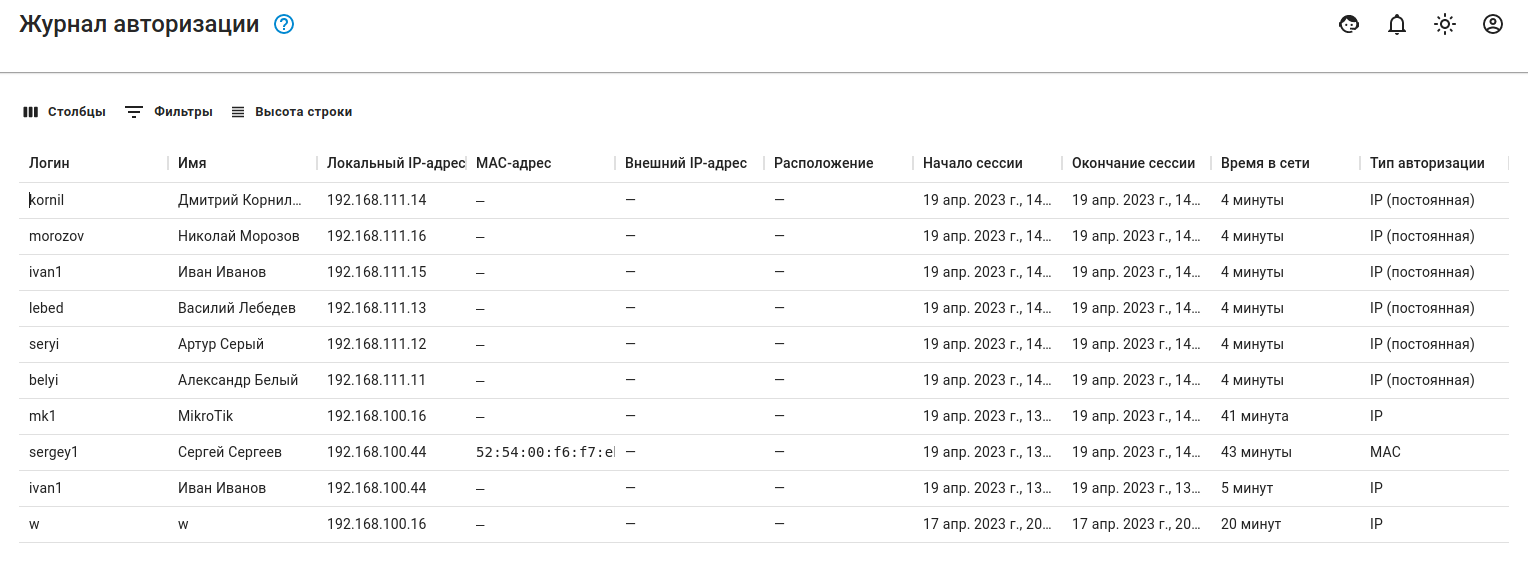 Журнал авторизации
Столбцы Фильтры Высота строки
Логин Имя Локальный IP-адрес MAC-адрес Внешний IP-адрес Расположение Начало сессии Окончание сессии Время в сети Тип авторизации
kornil Дмитрий Корнил... 192.168.111.14 — — — 19 апр. 2023 г., 14... 19 апр. 2023 г., 14... 4 минуты IP (постоянная)
morozov Николай Морозов 192.168.111.16 — — — 19 апр. 2023 г., 14... 19 апр. 2023 г., 14... 4 минуты IP (постоянная)
ivan1 Иван Иванов 192.168.111.15 — — — 19 апр. 2023 г., 14... 19 апр. 2023 г., 14... 4 минуты IP (постоянная)
lebed Василий Лебедев 192.168.111.13 — — — 19 апр. 2023 г., 14... 19 апр. 2023 г., 14... 4 минуты IP (постоянная)
seryi Артур Серый 192.168.111.12 — — — 19 апр. 2023 г., 14... 19 апр. 2023 г., 14... 4 минуты IP (постоянная)
belyi Александр Белый 192.168.111.11 — — — 19 апр. 2023 г., 14... 19 апр. 2023 г., 14... 4 минуты IP (постоянная)
mk1 MikroTik 192.168.100.16 — — — 19 апр. 2023 г., 13... 19 апр. 2023 г., 14... 41 минута IP
sergey1 Сергей Сергеев 192.168.100.44 52:54:00:f6:f7:e — — 19 апр. 2023 г., 13... 19 апр. 2023 г., 14... 43 минуты MAC
ivan1 Иван Иванов 192.168.100.44 — — — 19 апр. 2023 г., 13... 19 апр. 2023 г., 13... 5 минут IP
w w 192.168.100.16 — — — 17 апр. 2023 г., 20... 17 апр. 2023 г., 20... 20 минут IP